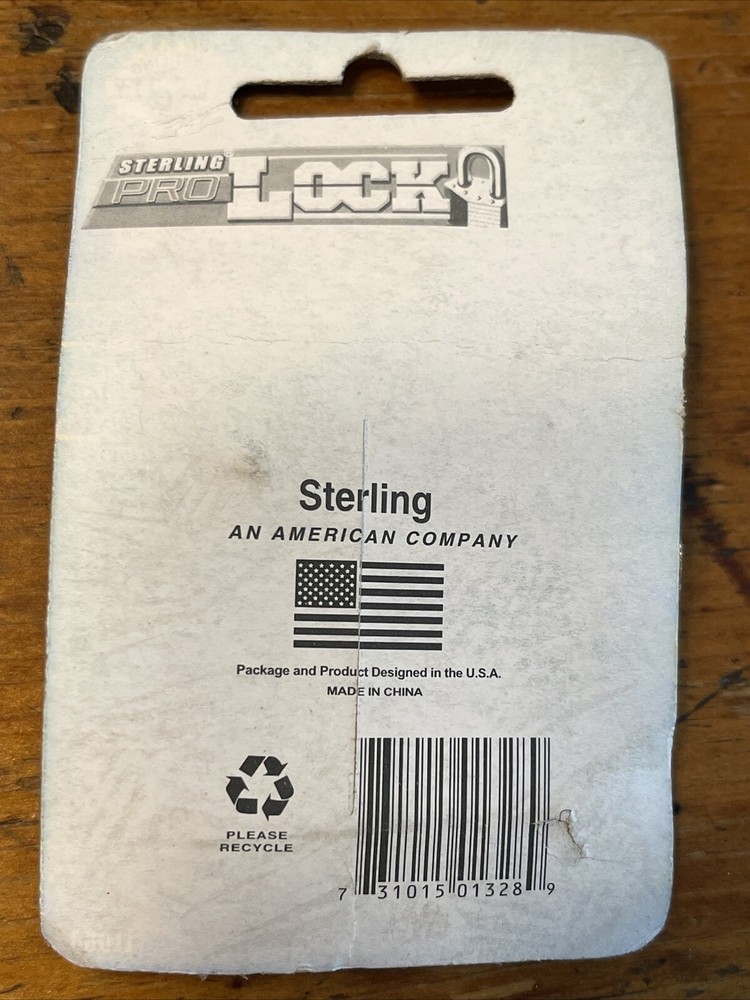 STERLING®
PRO LOCK
Sterling
AN AMERICAN COMPANY
Package and Product Designed in the U.S.A.
MADE IN CHINA
PLEASE
RECYCLE
7 31015 01328 9